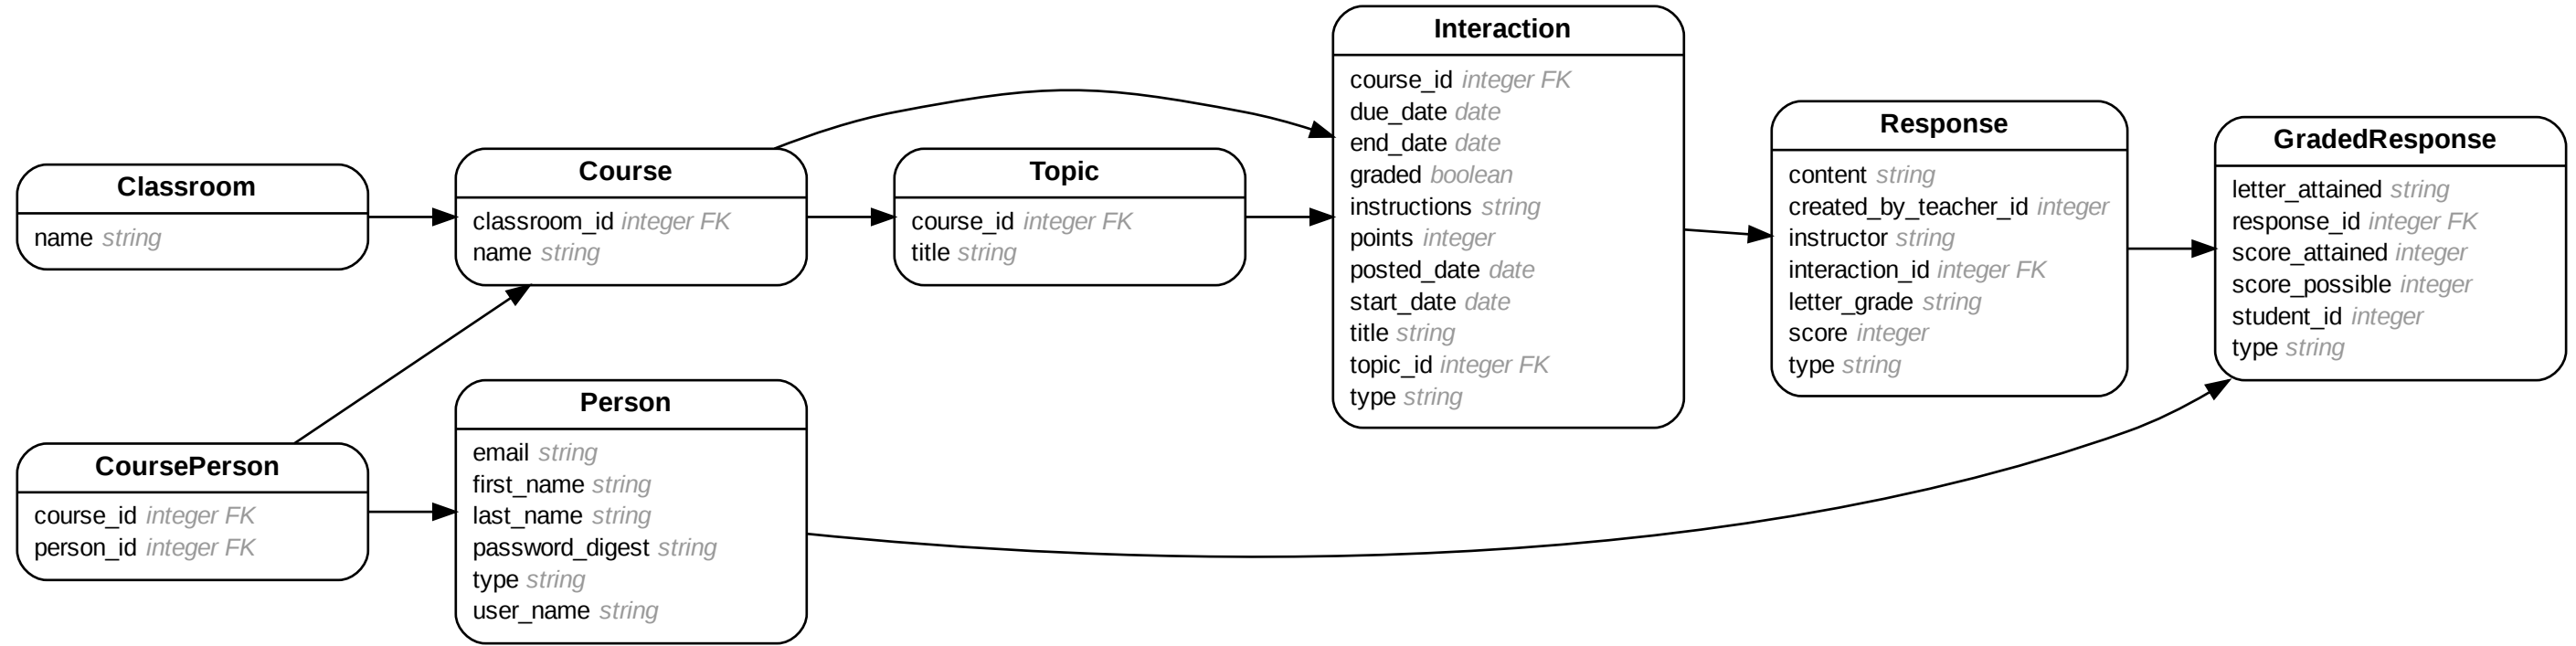 Classroom
name string
CoursePerson
course_id integer FK
person_id integer FK
Course
classroom_id integer FK
name string
Person
email string
first_name string
last_name string
password_digest string
type string
user_name string
Topic
course_id integer FK
title string
Interaction
course_id integer FK
due_date date
end_date date
graded boolean
instructions string
points integer
posted_date date
start_date date
title string
topic_id integer FK
type string
Response
content string
created_by_teacher_id integer
instructor string
interaction_id integer FK
letter_grade string
score integer
type string
GradedResponse
letter_attained string
response_id integer FK
score_attained integer
score_possible integer
student_id integer
type string